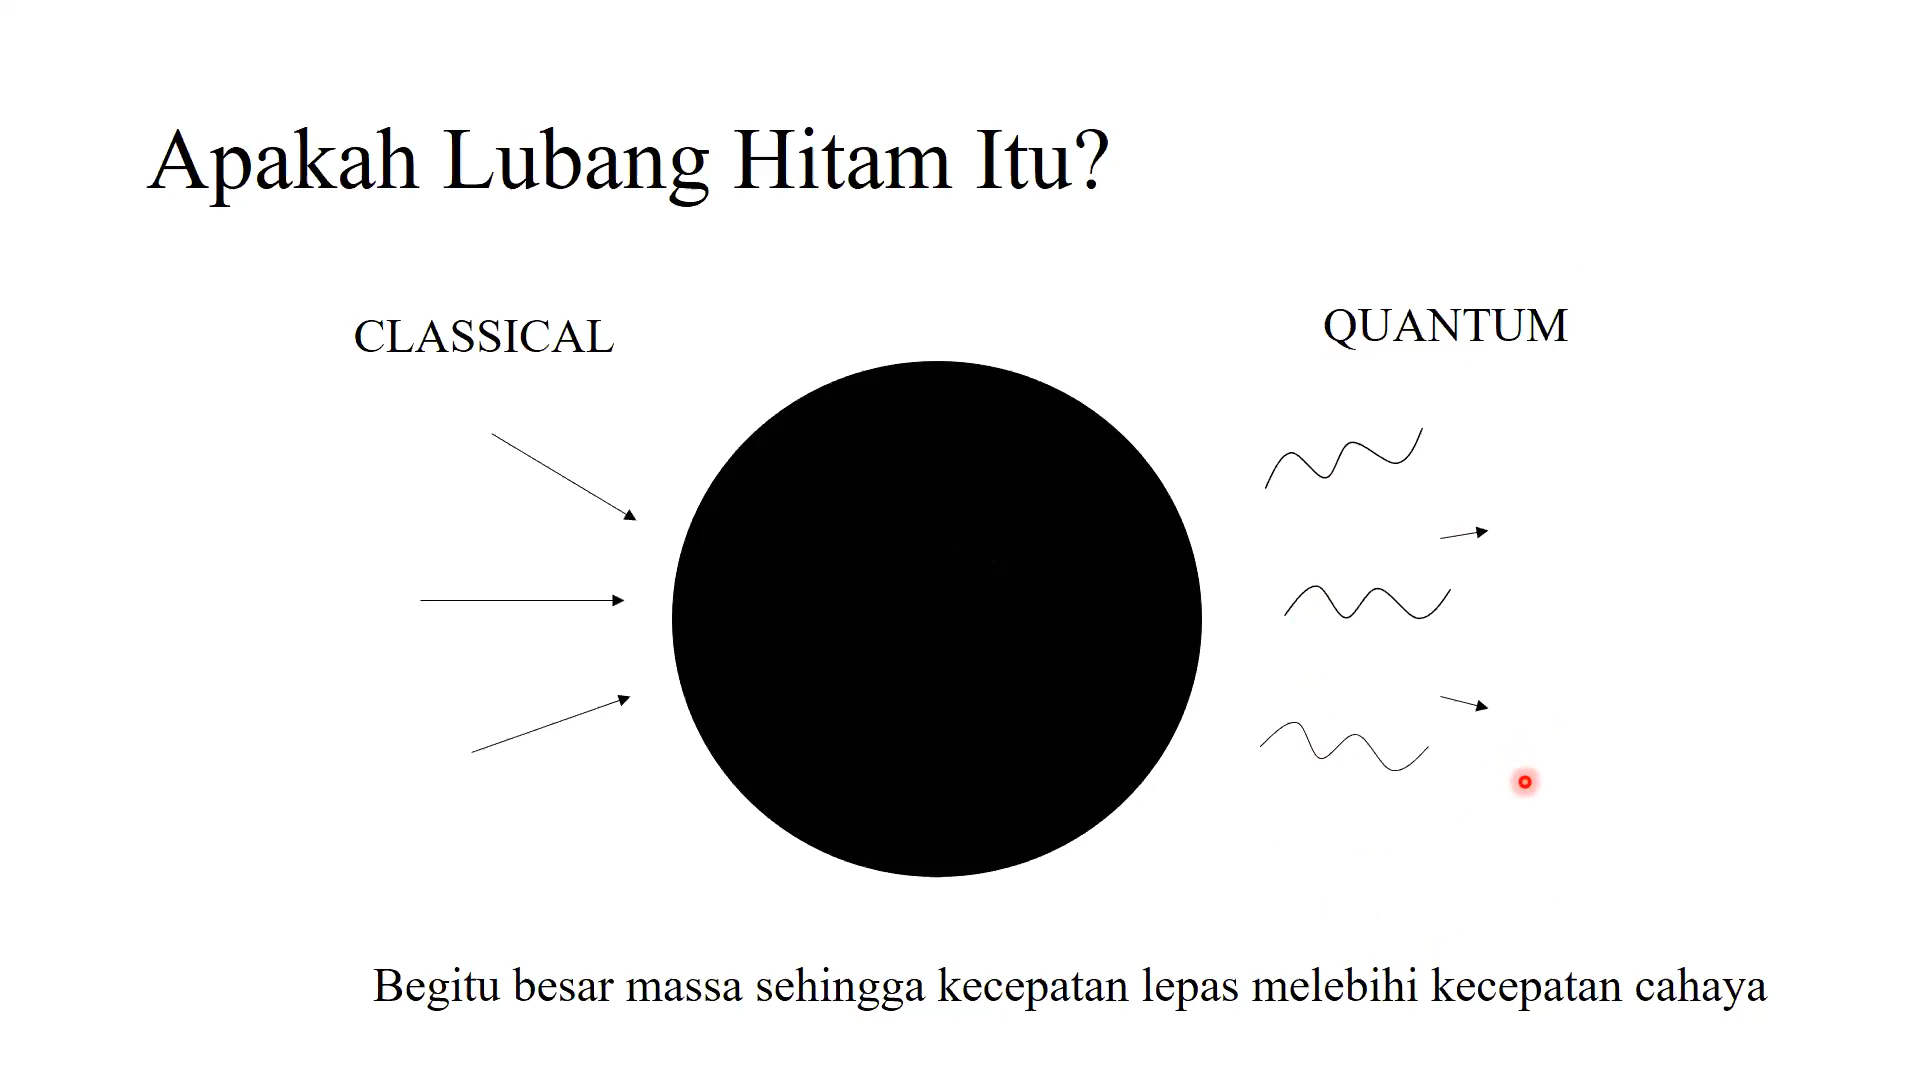 Apakah Lubang Hitam Itu?
CLASSICAL
QUANTUM
Begitu besar massa sehingga kecepatan lepas melebihi kecepatan cahaya